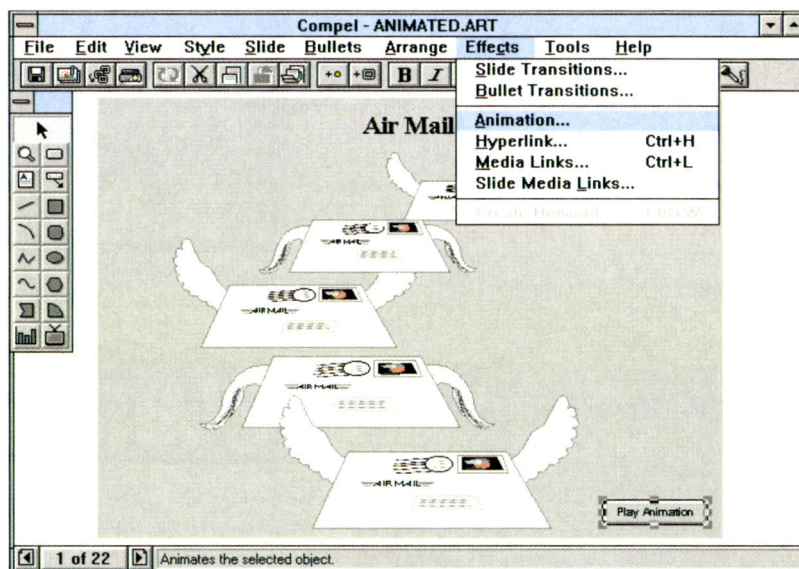 Compel - ANIMATED.ART
File Edit View Style Slide Bullets Arrange Effects Tools Help
B I
Slide Transitions...
Bullet Transitions...
Animation...
Hyperlink... Ctrl+H
Media Links... Ctrl+L
Slide Media Links...
Air Mail
A
AIR MAIL
AIR MAIL
AIR MAIL
AIR MAIL
Play Animation
1 of 22 Animates the selected object.